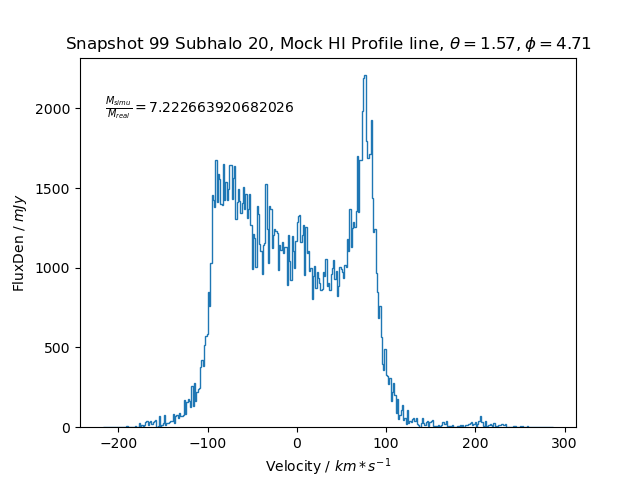 Snapshot 99 Subhalo 20, Mock HI Profile line, θ = 1.57, ϕ = 4.71
M_simu/M_real = 7.222663920682026
FluxDen / mJy
2000
1500
1000
500
0
−200 −100 0 100 200 300
Velocity / km * s⁻¹